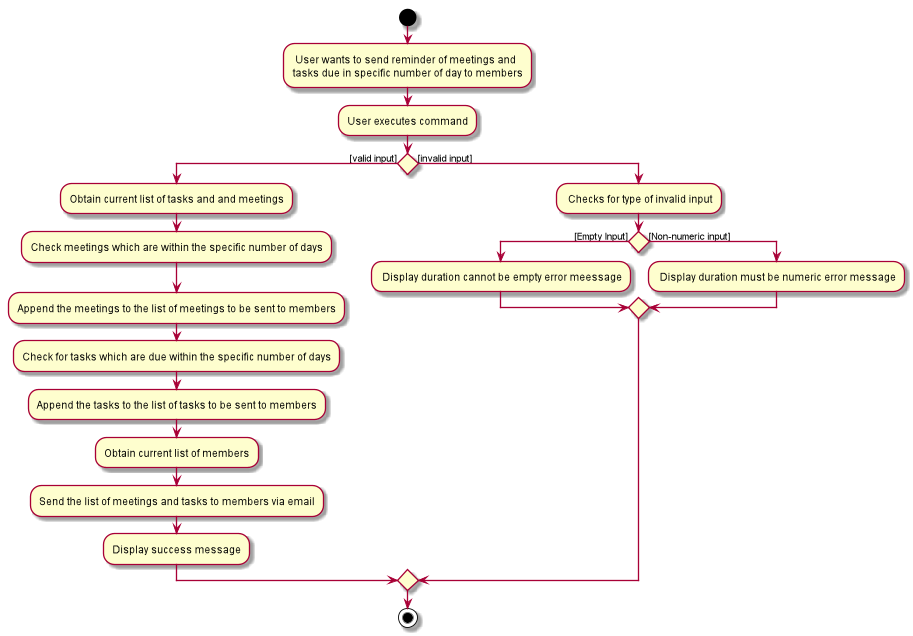 User wants to send reminder of meetings and
tasks due in specific number of day to members
User executes command
[valid input]
[invalid input]
Obtain current list of tasks and and meetings
Check meetings which are within the specific number of days
Append the meetings to the list of meetings to be sent to members
Check for tasks which are due within the specific number of days
Append the tasks to the list of tasks to be sent to members
Obtain current list of members
Send the list of meetings and tasks to members via email
Display success message
Checks for type of invalid input
[Empty Input]
[Non-numeric input]
Display duration cannot be empty error meessage
Display duration must be numeric error message